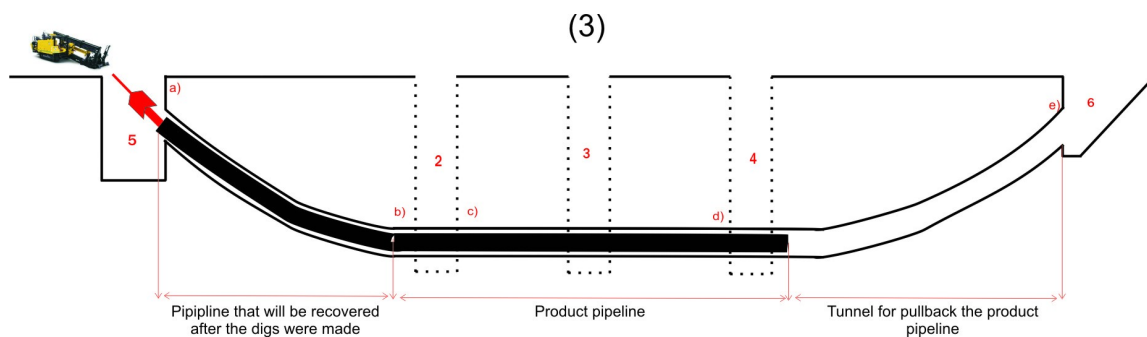 (3)
a)
e)
6
5
2
3
4
b)
c)
d)
Pipipline that will be recovered
after the digs were made
Product pipeline
Tunnel for pullback the product
pipeline